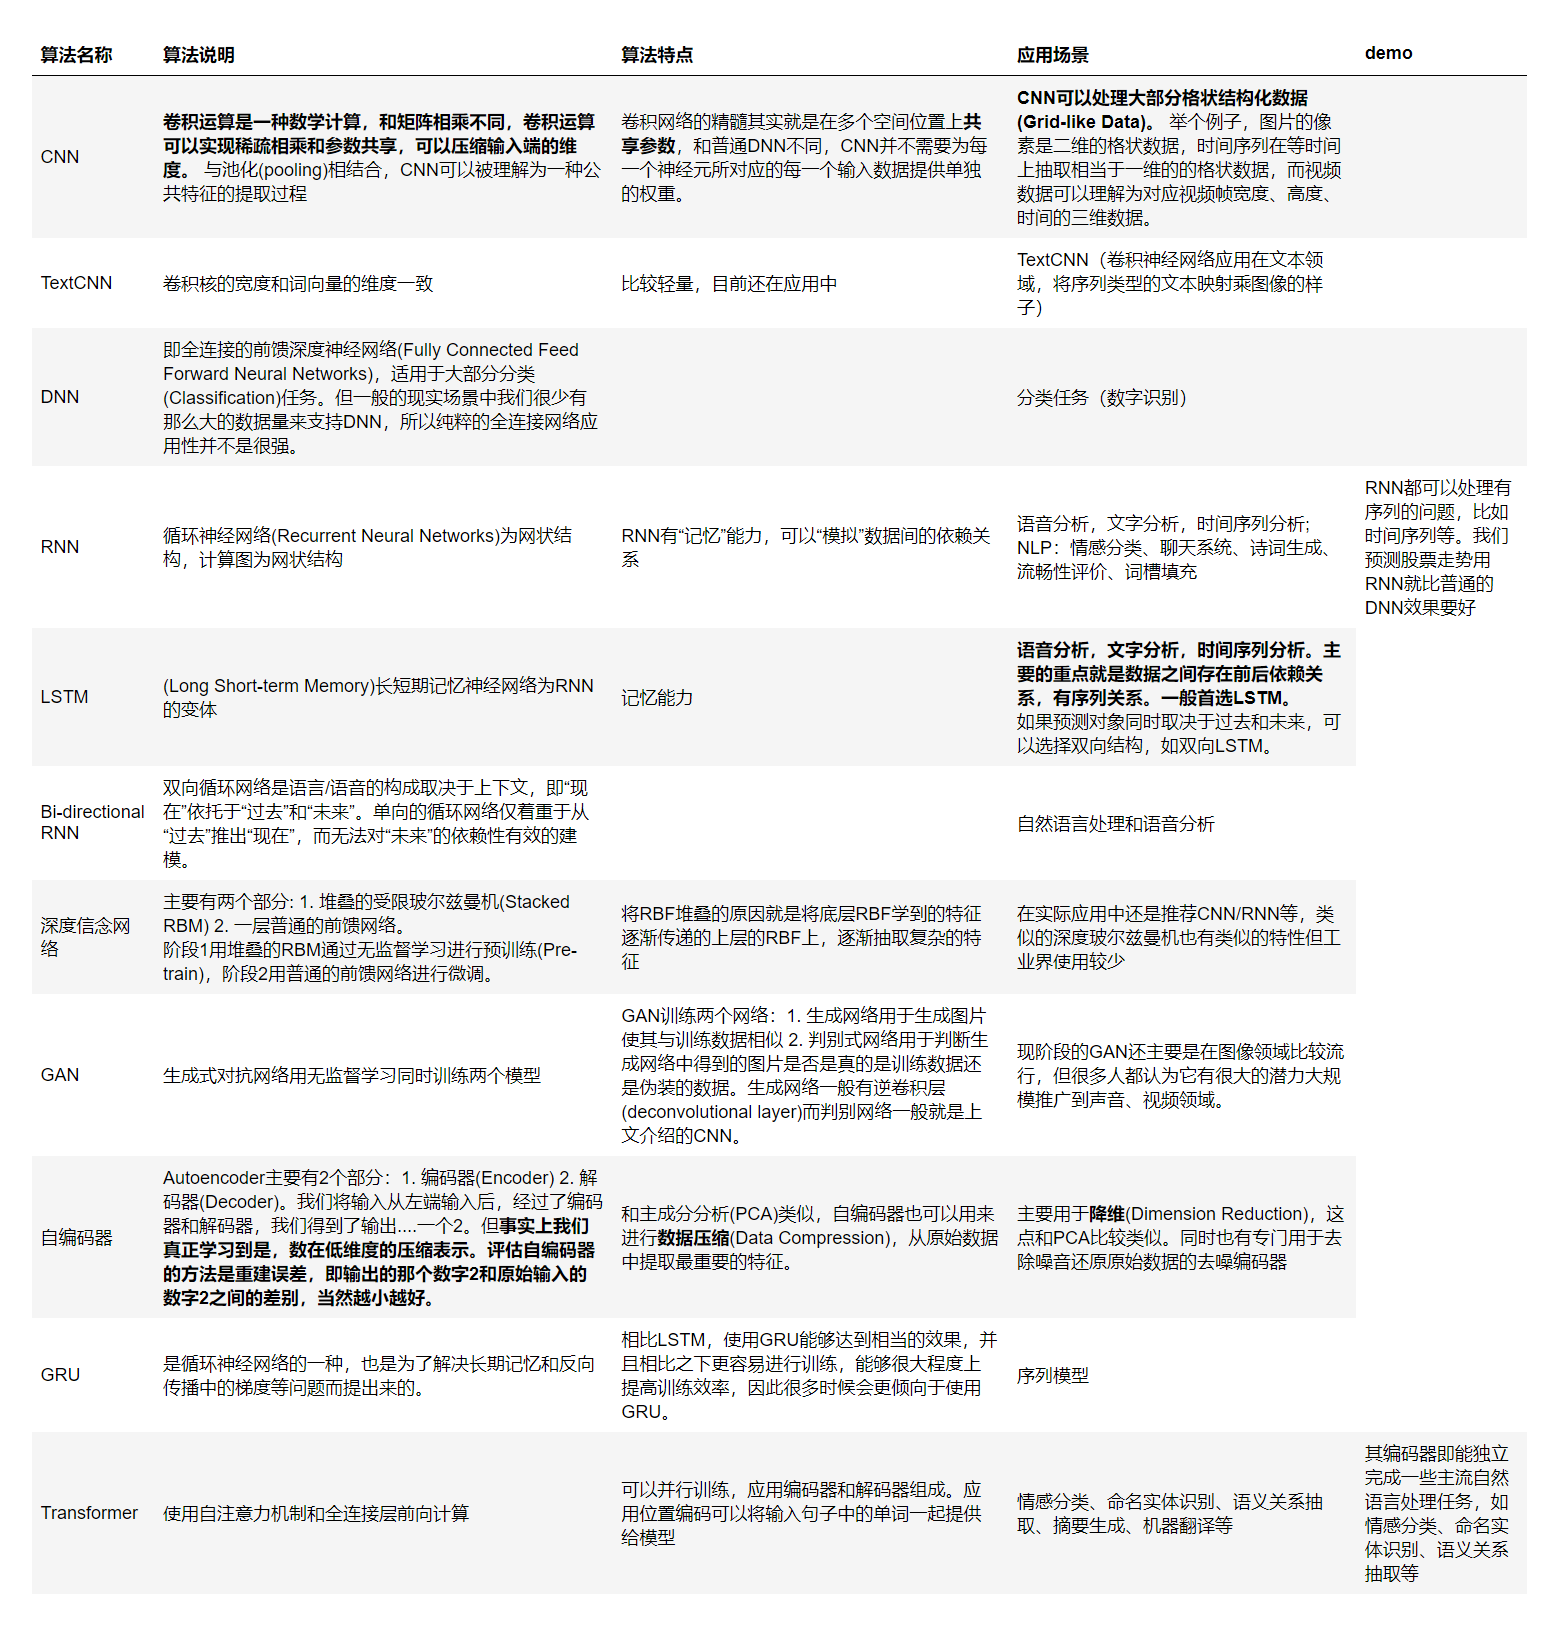 算法名称
算法说明
算法特点
应用场景
demo
CNN
卷积运算是一种数学计算，和矩阵相乘不同，卷积运算
可以实现稀疏相乘和参数共享，可以压缩输入端的维
度。 与池化(pooling)相结合，CNN可以被理解为一种公
共特征的提取过程
卷积网络的精髓其实就是在多个空间位置上共
享参数，和普通DNN不同，CNN并不需要为每
一个神经元所对应的每一个输入数据提供单独
的权重。
CNN可以处理大部分格状结构化数据
(Grid-like Data)。 举个例子，图片的像
素是二维的格状数据，时间序列在等时间
上抽取相当于一维的的格状数据，而视频
数据可以理解为对应视频帧宽度、高度、
时间的三维数据。
TextCNN
卷积核的宽度和词向量的维度一致
比较轻量，目前还在应用中
TextCNN（卷积神经网络应用在文本领
域，将序列类型的文本映射乘图像的样
子）
DNN
即全连接的前馈深度神经网络(Fully Connected Feed
Forward Neural Networks)，适用于大部分分类
(Classification)任务。但一般的现实场景中我们很少有
那么大的数据量来支持DNN，所以纯粹的全连接网络应
用性并不是很强。
分类任务（数字识别）
RNN
循环神经网络(Recurrent Neural Networks)为网状结
构，计算图为网状结构
RNN有“记忆”能力，可以“模拟”数据间的依赖关
系
语音分析，文字分析，时间序列分析;
NLP：情感分类、聊天系统、诗词生成、
流畅性评价、词槽填充
RNN都可以处理有
序列的问题，比如
时间序列等。我们
预测股票走势用
RNN就比普通的
DNN效果要好
LSTM
(Long Short-term Memory)长短期记忆神经网络为RNN
的变体
记忆能力
语音分析，文字分析，时间序列分析。主
要的重点就是数据之间存在前后依赖关
系，有序列关系。一般首选LSTM。
如果预测对象同时取决于过去和未来，可
以选择双向结构，如双向LSTM。
Bi-directional
RNN
双向循环网络是语言/语音的构成取决于上下文，即“现
在”依托于“过去”和“未来”。单向的循环网络仅着重于从
“过去”推出“现在”，而无法对“未来”的依赖性有效的建
模。
自然语言处理和语音分析
深度信念网
络
主要有两个部分: 1. 堆叠的受限玻尔兹曼机(Stacked
RBM) 2. 一层普通的前馈网络。
阶段1用堆叠的RBM通过无监督学习进行预训练(Pre-
train)，阶段2用普通的前馈网络进行微调。
将RBF堆叠的原因就是将底层RBF学到的特征
逐渐传递的上层的RBF上，逐渐抽取复杂的特
征
在实际应用中还是推荐CNN/RNN等，类
似的深度玻尔兹曼机也有类似的特性但工
业界使用较少
GAN
生成式对抗网络用无监督学习同时训练两个模型
GAN训练两个网络：1. 生成网络用于生成图片
使其与训练数据相似 2. 判别式网络用于判断生
成网络中得到的图片是否是真的是训练数据还
是伪装的数据。生成网络一般有逆卷积层
(deconvolutional layer)而判别网络一般就是上
文介绍的CNN。
现阶段的GAN还主要是在图像领域比较流
行，但很多人都认为它有很大的潜力大规
模推广到声音、视频领域。
自编码器
Autoencoder主要有2个部分：1. 编码器(Encoder) 2. 解
码器(Decoder)。我们将输入从左端输入后，经过了编码
器和解码器，我们得到了输出....一个2。但事实上我们
真正学习到是，数在低维度的压缩表示。评估自编码器
的方法是重建误差，即输出的那个数字2和原始输入的
数字2之间的差别，当然越小越好。
和主成分分析(PCA)类似，自编码器也可以用来
进行数据压缩(Data Compression)，从原始数据
中提取最重要的特征。
主要用于降维(Dimension Reduction)，这
点和PCA比较类似。同时也有专门用于去
除噪音还原原始数据的去噪编码器
GRU
是循环神经网络的一种，也是为了解决长期记忆和反向
传播中的梯度等问题而提出来的。
相比LSTM，使用GRU能够达到相当的效果，并
且相比之下更容易进行训练，能够很大程度上
提高训练效率，因此很多时候会更倾向于使用
GRU。
序列模型
Transformer
使用自注意力机制和全连接层前向计算
可以并行训练，应用编码器和解码器组成。应
用位置编码可以将输入句子中的单词一起提供
给模型
情感分类、命名实体识别、语义关系抽
取、摘要生成、机器翻译等
其编码器即能独立
完成一些主流自然
语言处理任务，如
情感分类、命名实
体识别、语义关系
抽取等